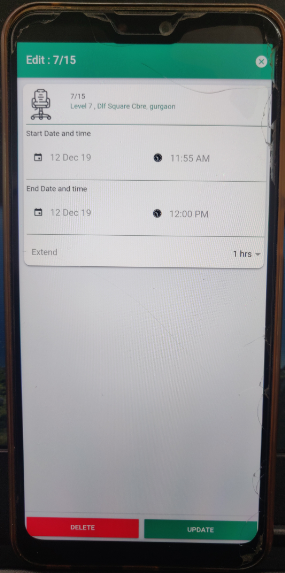 Edit : 7/15
7/15
Level 7 , Dlf Square Cbre, gurgaon
Start Date and time
12 Dec 19 11:55 AM
End Date and time
12 Dec 19 12:00 PM
Extend 1 hrs
DELETE UPDATE